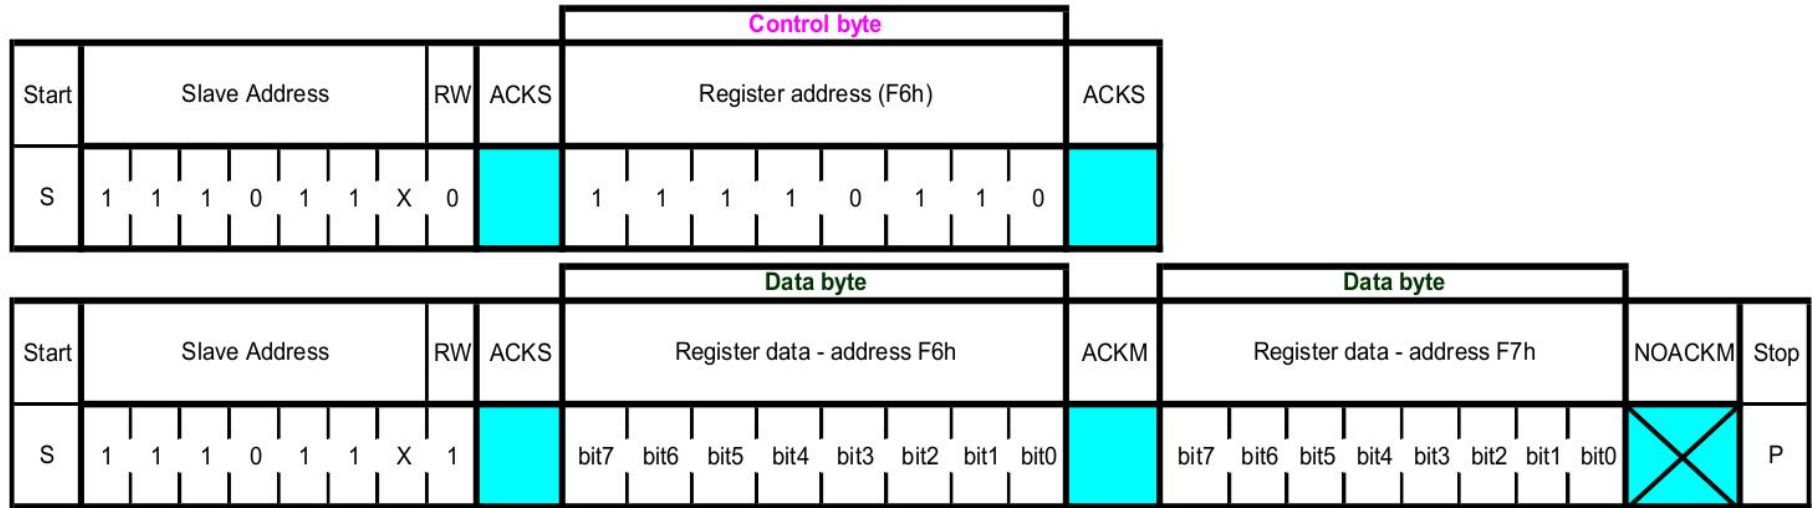 Control byte
Start Slave Address RW ACKS Register address (F6h) ACKS
S 1 1 1 0 1 1 X 0 1 1 1 1 0 1 1 0
Data byte Data byte
Start Slave Address RW ACKS Register data - address F6h ACKM Register data - address F7h NOACKM Stop
S 1 1 1 0 1 1 X 1 bit7 bit6 bit5 bit4 bit3 bit2 bit1 bit0 bit7 bit6 bit5 bit4 bit3 bit2 bit1 bit0 P